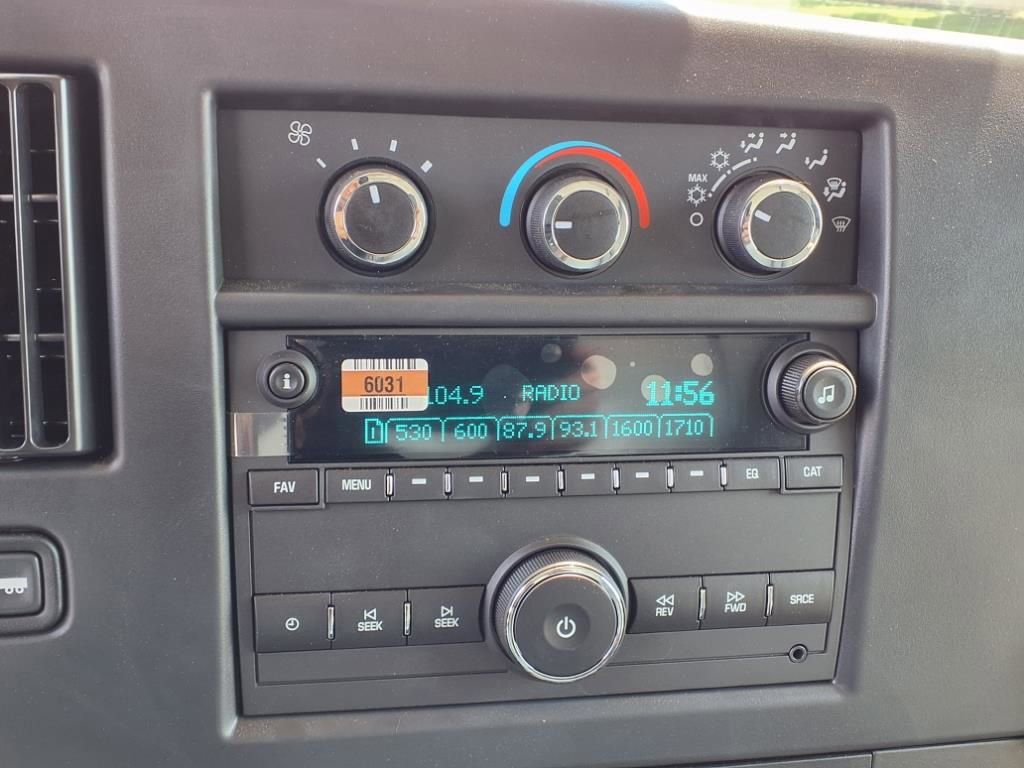 MAX
6031
104.9 RADIO 11:56
1 530 600 87.9 93.1 1600 1710
i
FAV MENU EQ CAT
SEEK SEEK REV FWD SRCE